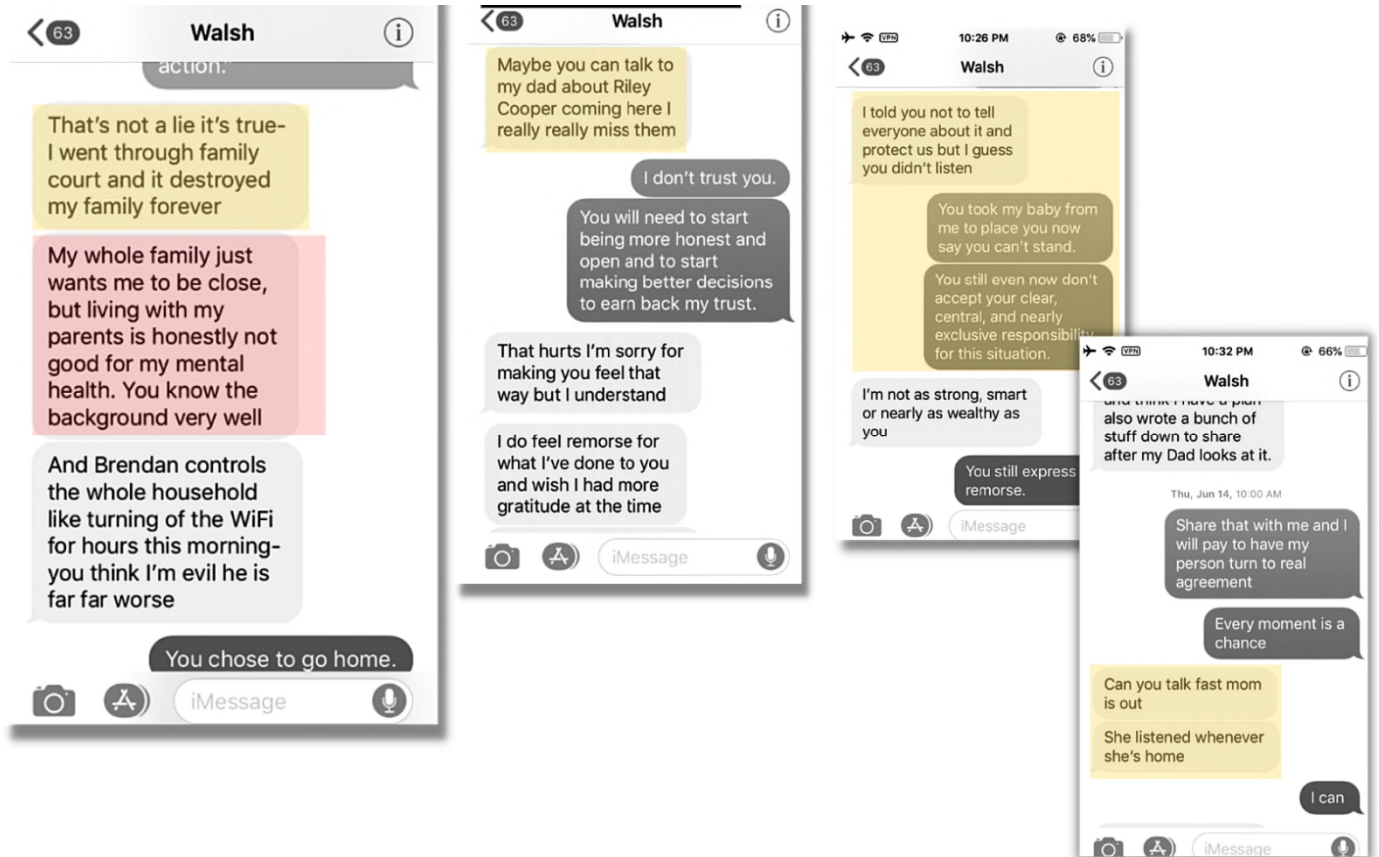 63
Walsh
action."
That's not a lie it's true-
I went through family
court and it destroyed
my family forever
My whole family just
wants me to be close,
but living with my
parents is honestly not
good for my mental
health. You know the
background very well
And Brendan controls
the whole household
like turning of the WiFi
for hours this morning-
you think I'm evil he is
far far worse
You chose to go home.
iMessage
63
Walsh
Maybe you can talk to
my dad about Riley
Cooper coming here I
really really miss them
I don't trust you.
You will need to start
being more honest and
open and to start
making better decisions
to earn back my trust.
That hurts I'm sorry for
making you feel that
way but I understand
I do feel remorse for
what I've done to you
and wish I had more
gratitude at the time
iMessage
VPN
10:26 PM
68%
63
Walsh
I told you not to tell
everyone about it and
protect us but I guess
you didn't listen
You took my baby from
me to place you now
say you can't stand.
You still even now don't
accept your clear,
central, and nearly
exclusive responsibility
for this situation.
I'm not as strong, smart
or nearly as wealthy as
you
You still express
remorse.
iMessage
VPN
10:32 PM
66%
63
Walsh
and think I have a plan
also wrote a bunch of
stuff down to share
after my Dad looks at it.
Thu, Jun 14, 10:00 AM
Share that with me and I
will pay to have my
person turn to real
agreement
Every moment is a
chance
Can you talk fast mom
is out
She listened whenever
she's home
I can
iMessage